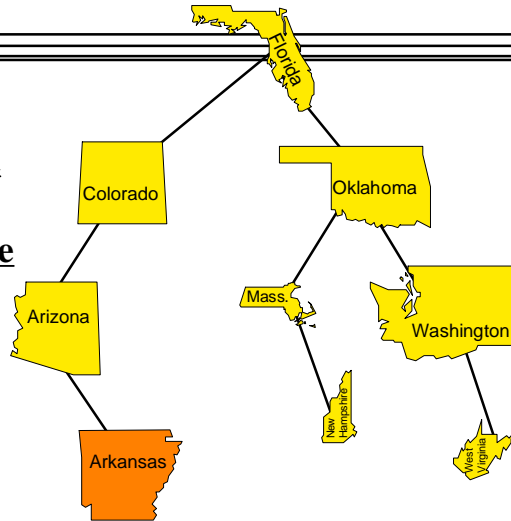 Florida
Colorado
Oklahoma
e
Arizona
Mass.
Washington
New
Hampshire
West
Virginia
Arkansas